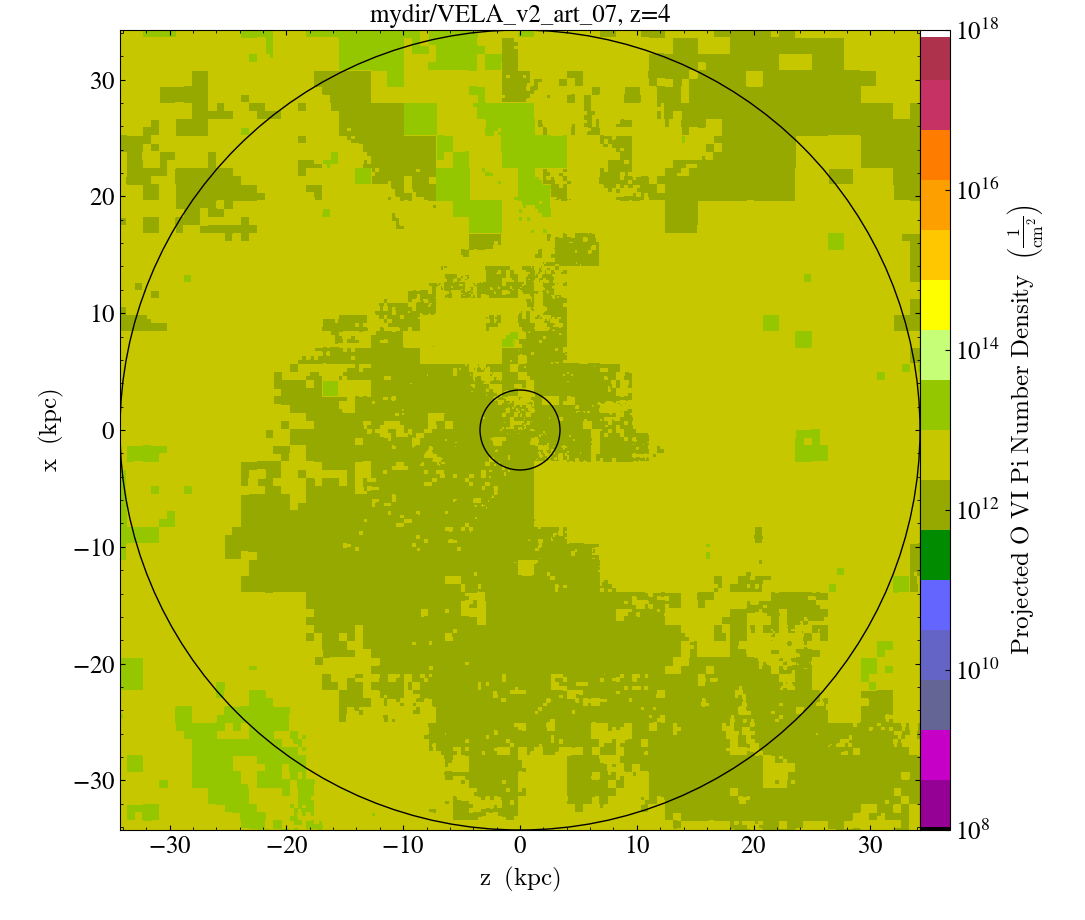 mydir/VELA_v2_art_07, z=4
30
20
10
0
−10
−20
−30
x (kpc)
−30 −20 −10 0 10 20 30
z (kpc)
10^18
10^16
10^14
10^12
10^10
10^8
Projected O VI Pi Number Density (1/cm^2)